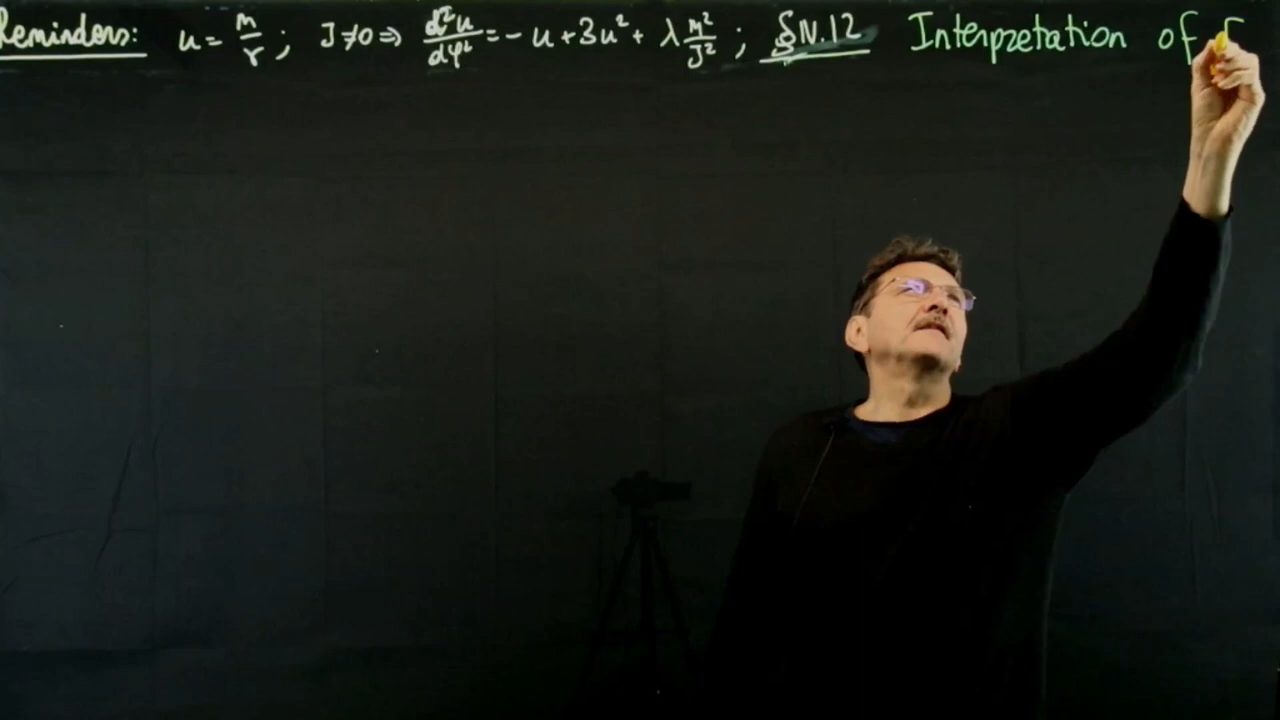 Reminders: u = m/r ; J ≠ 0 ⇒ d²u/dφ² = - u + 3u² + λ m²/J² ; §IV.12 Interpretation of